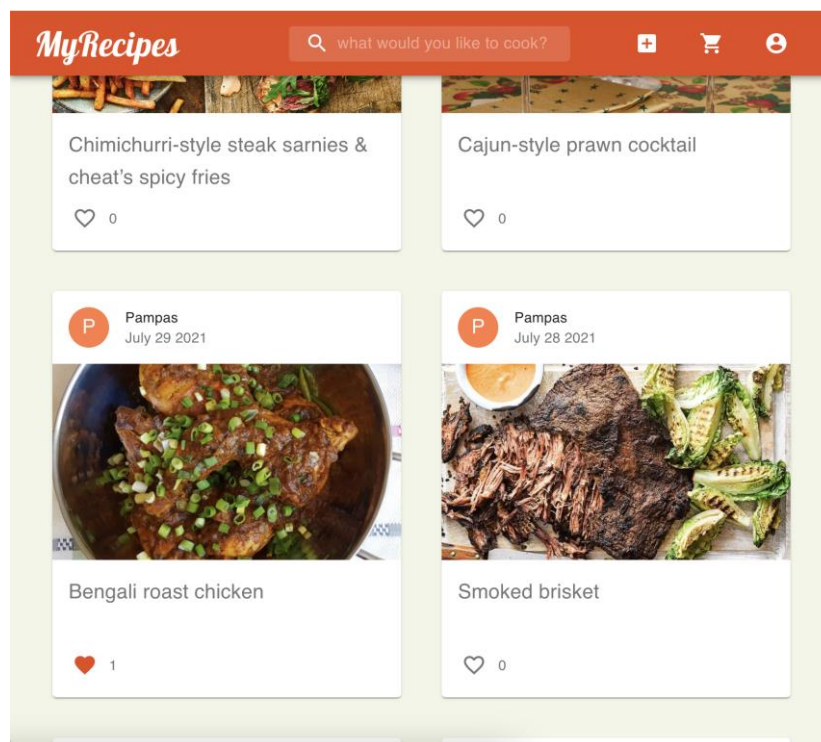 MyRecipes
what would you like to cook?
Chimichurri-style steak sarnies &
cheat's spicy fries
0
Cajun-style prawn cocktail
0
P
Pampas
July 29 2021
Bengali roast chicken
1
P
Pampas
July 28 2021
Smoked brisket
0